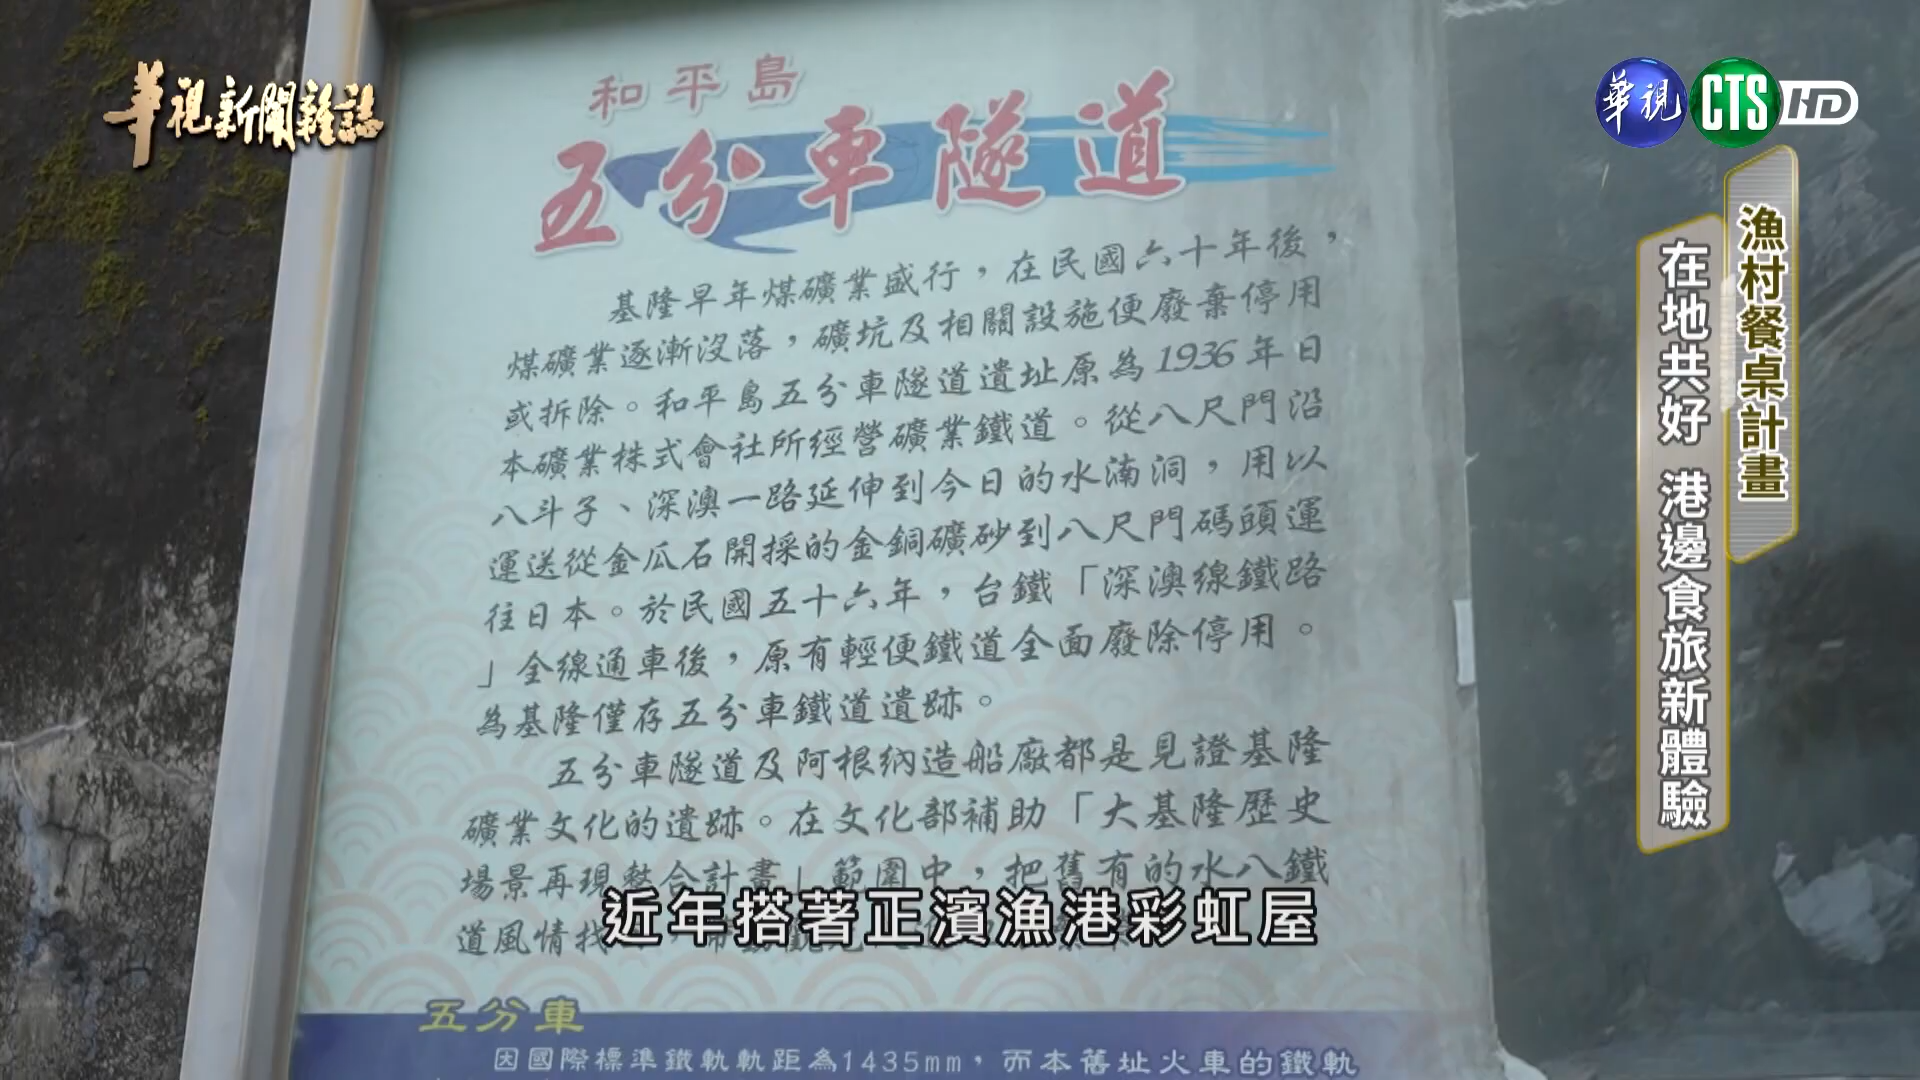 華視新聞雜誌
華視 CTS HD
漁村餐桌計畫
在地共好 港邊食旅新體驗
和平島
五分車隧道
基隆早年煤礦業盛行，在民國六十年後，
煤礦業逐漸沒落，礦坑及相關設施便廢棄停用
或拆除。和平島五分車隧道遺址原為1936年日
本礦業株式會社所經營礦業鐵道。從八尺門沿
八斗子、深澳一路延伸到今日的水湳洞，用以
運送從金瓜石開採的金銅礦砂到八尺門碼頭運
往日本。於民國五十六年，台鐵「深澳線鐵路
」全線通車後，原有輕便鐵道全面廢除停用。
為基隆僅存五分車鐵道遺跡。
五分車隧道及阿根納造船廠都是見證基隆
礦業文化的遺跡。在文化部補助「大基隆歷史
場景再現整合計畫」範圍中，把舊有的水八鐵
道風情找
近年搭著正濱漁港彩虹屋
五分車
因國際標準鐵軌軌距為1435mm，而本舊址火車的鐵軌